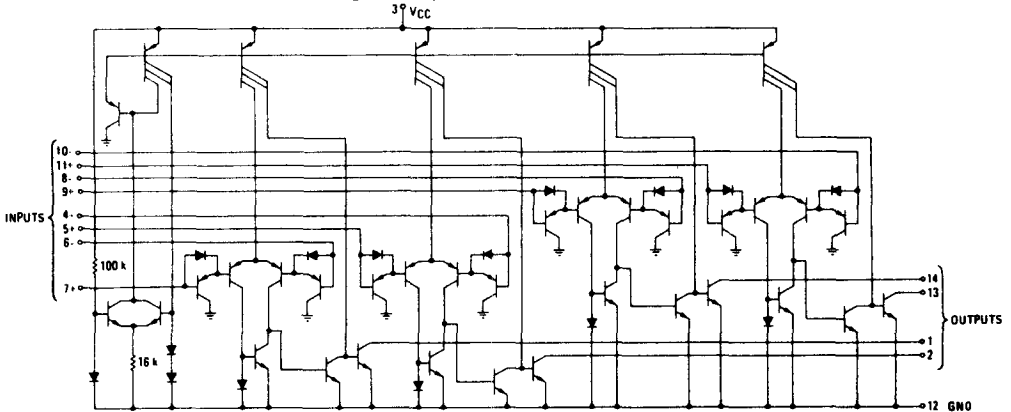 3 VCC
10-
11+
8-
9+
INPUTS
4-
5+
6-
100 k
7+
14
13
OUTPUTS
1
16 k
2
12 GND